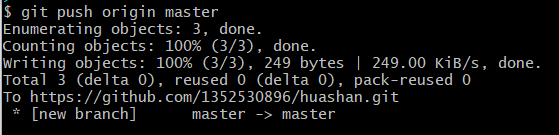 $ git push origin master
Enumerating objects: 3, done.
Counting objects: 100% (3/3), done.
Writing objects: 100% (3/3), 249 bytes | 249.00 KiB/s, done.
Total 3 (delta 0), reused 0 (delta 0), pack-reused 0
To https://github.com/1352530896/huashan.git
 * [new branch]      master -> master